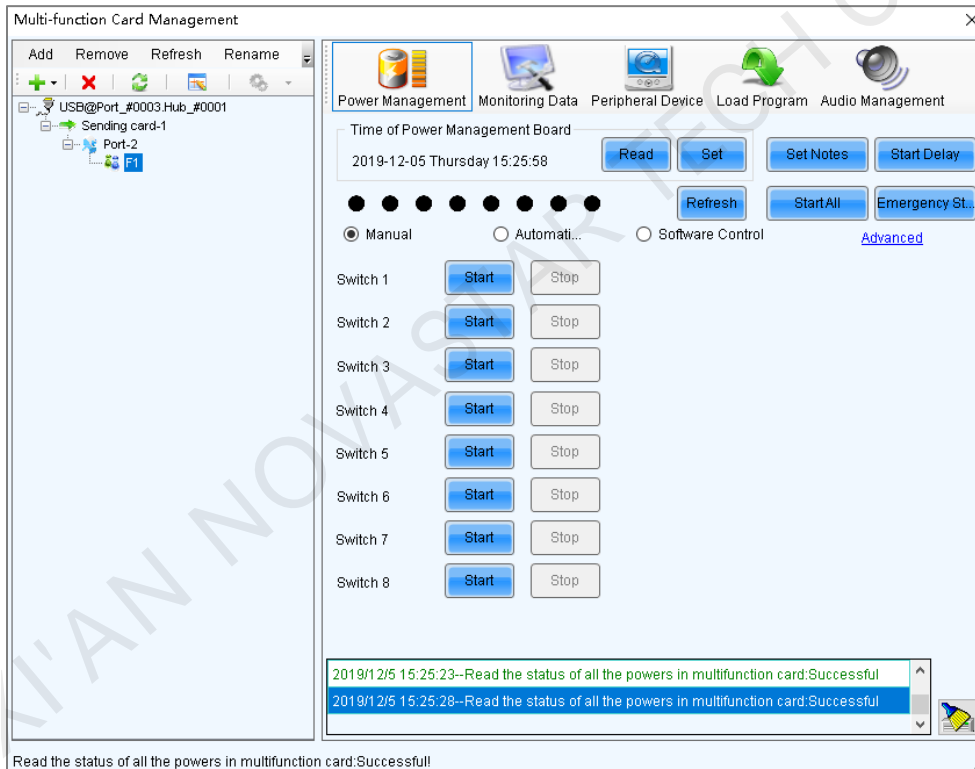 Multi-function Card Management
Add Remove Refresh Rename
USB@Port_#0003.Hub_#0001
Sending card-1
Port-2
F1
Power Management Monitoring Data Peripheral Device Load Program Audio Management
Time of Power Management Board
2019-12-05 Thursday 15:25:58 Read Set Set Notes Start Delay
Refresh Start All Emergency St...
Manual Automati... Software Control Advanced
Switch 1 Start Stop
Switch 2 Start Stop
Switch 3 Start Stop
Switch 4 Start Stop
Switch 5 Start Stop
Switch 6 Start Stop
Switch 7 Start Stop
Switch 8 Start Stop
2019/12/5 15:25:23--Read the status of all the powers in multifunction card:Successful
2019/12/5 15:25:28--Read the status of all the powers in multifunction card:Successful
Read the status of all the powers in multifunction card:Successful!
XI'AN NOVASTAR TECH